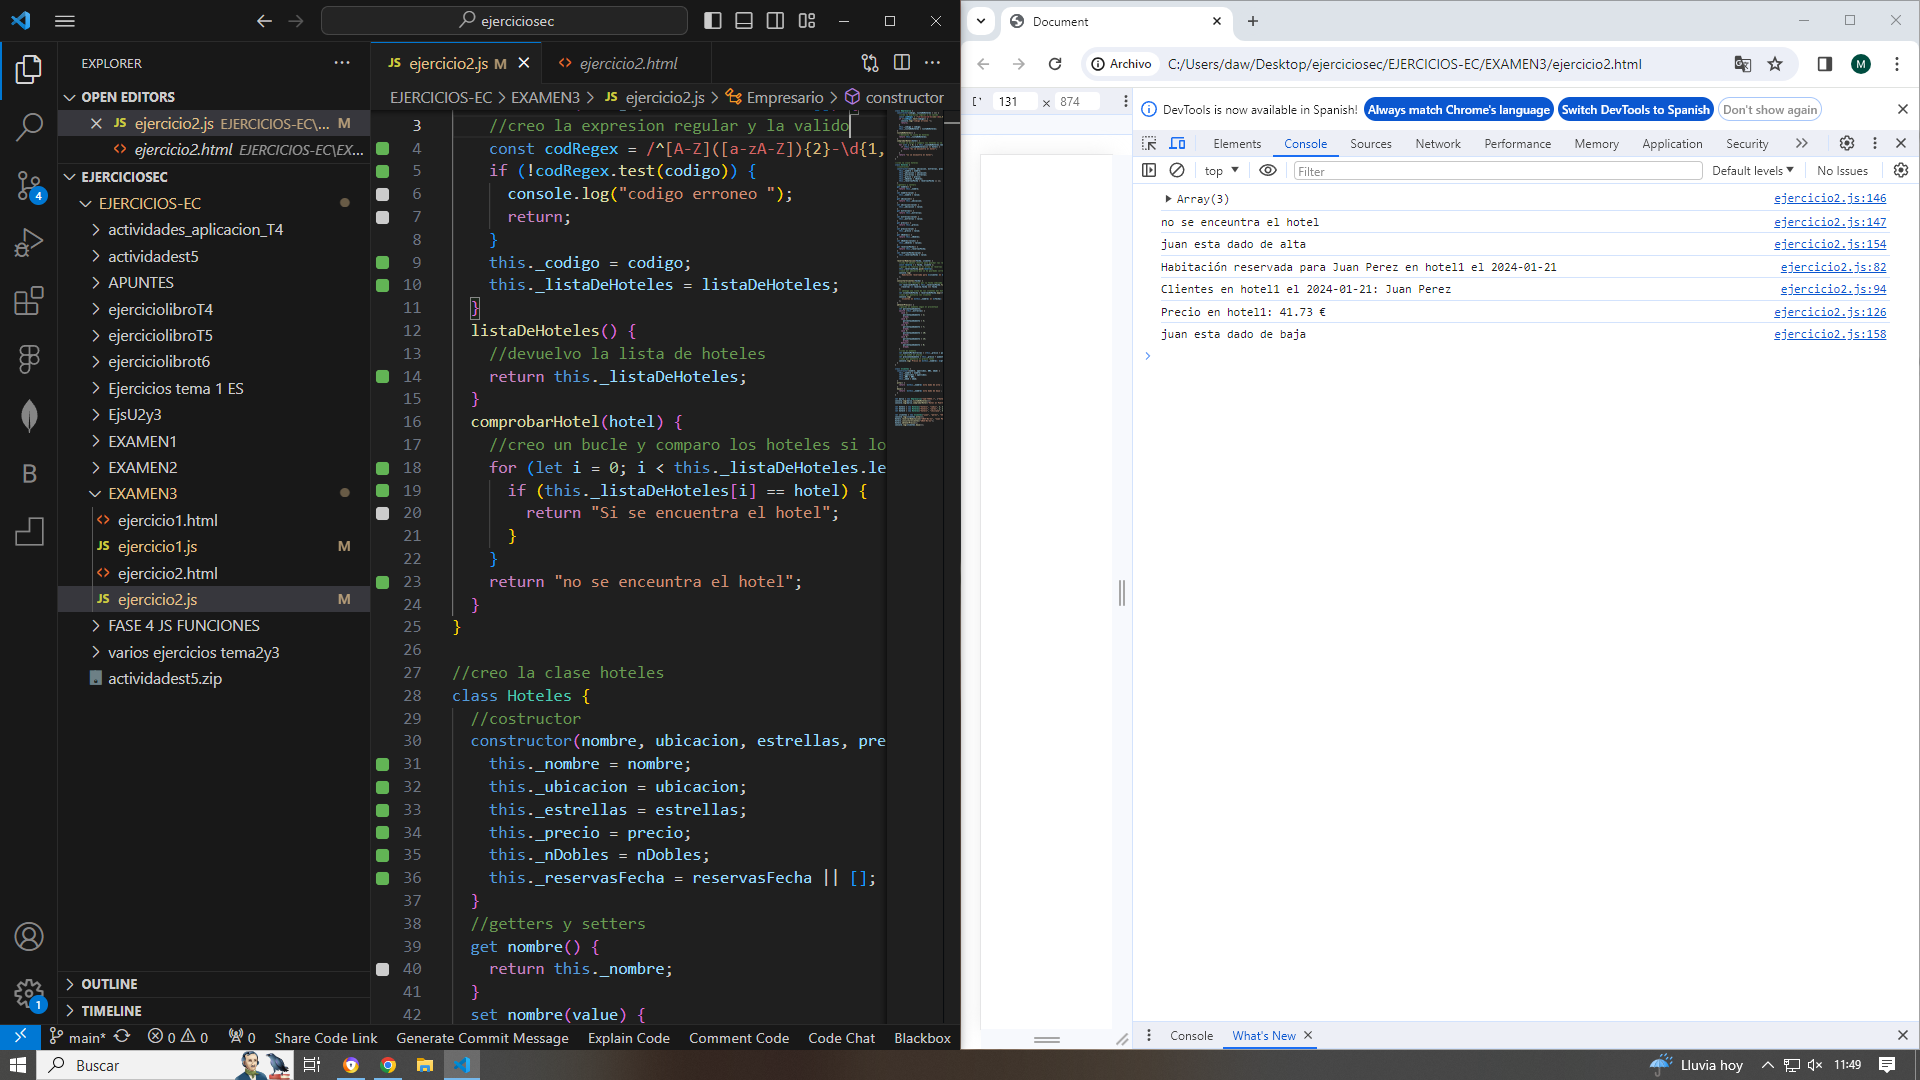 ejerciciosec
EXPLORER
OPEN EDITORS
JS ejercicio2.js EJERCICIOS-EC\... M
<> ejercicio2.html EJERCICIOS-EC\EX...
EJERCICIOSEC
EJERCICIOS-EC
actividades_aplicacion_T4
actividadest5
APUNTES
ejerciciolibroT4
ejerciciolibroT5
ejerciciolibrot6
Ejercicios tema 1 ES
EjsU2y3
EXAMEN1
EXAMEN2
EXAMEN3
<> ejercicio1.html
JS ejercicio1.js M
<> ejercicio2.html
JS ejercicio2.js M
FASE 4 JS FUNCIONES
varios ejercicios tema2y3
actividadest5.zip
OUTLINE
TIMELINE
4
1
JS ejercicio2.js M
<> ejercicio2.html
EJERCICIOS-EC > EXAMEN3 > JS ejercicio2.js > Empresario > constructor
3 //creo la expresion regular y la valido
4 const codRegex = /^[A-Z]([a-zA-Z]){2}-\d{1,
5 if (!codRegex.test(codigo)) {
6 console.log("codigo erroneo ");
7 return;
8 }
9 this._codigo = codigo;
10 this._listaDeHoteles = listaDeHoteles;
11 }
12 listaDeHoteles() {
13 //devuelvo la lista de hoteles
14 return this._listaDeHoteles;
15 }
16 comprobarHotel(hotel) {
17 //creo un bucle y comparo los hoteles si lo
18 for (let i = 0; i < this._listaDeHoteles.le
19 if (this._listaDeHoteles[i] == hotel) {
20 return "Si se encuentra el hotel";
21 }
22 }
23 return "no se enceuntra el hotel";
24 }
25 }
26
27 //creo la clase hoteles
28 class Hoteles {
29 //costructor
30 constructor(nombre, ubicacion, estrellas, pre
31 this._nombre = nombre;
32 this._ubicacion = ubicacion;
33 this._estrellas = estrellas;
34 this._precio = precio;
35 this._nDobles = nDobles;
36 this._reservasFecha = reservasFecha || [];
37 }
38 //getters y setters
39 get nombre() {
40 return this._nombre;
41 }
42 set nombre(value) {
main* 0 0 0 Share Code Link Generate Commit Message Explain Code Comment Code Code Chat Blackbox
Document
Archivo C:/Users/daw/Desktop/ejerciciosec/EJERCICIOS-EC/EXAMEN3/ejercicio2.html M
131 × 874
DevTools is now available in Spanish! Always match Chrome's language Switch DevTools to Spanish Don't show again
Elements Console Sources Network Performance Memory Application Security
top Filter Default levels No Issues
Array(3) ejercicio2.js:146
no se enceuntra el hotel ejercicio2.js:147
juan esta dado de alta ejercicio2.js:154
Habitación reservada para Juan Perez en hotel1 el 2024-01-21 ejercicio2.js:82
Clientes en hotel1 el 2024-01-21: Juan Perez ejercicio2.js:94
Precio en hotel1: 41.73 € ejercicio2.js:126
juan esta dado de baja ejercicio2.js:158
Console What's New
Buscar
Lluvia hoy 11:49